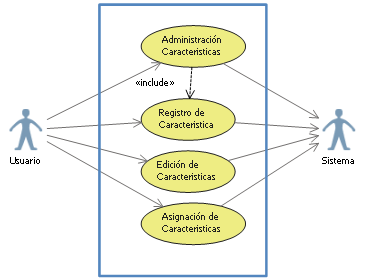 Administración
Caracteristicas
«include»
Registro de
Caracteristica
Usuario
Sistema
Edición de
Caracteristicas
Asignación de
Caracteristicas